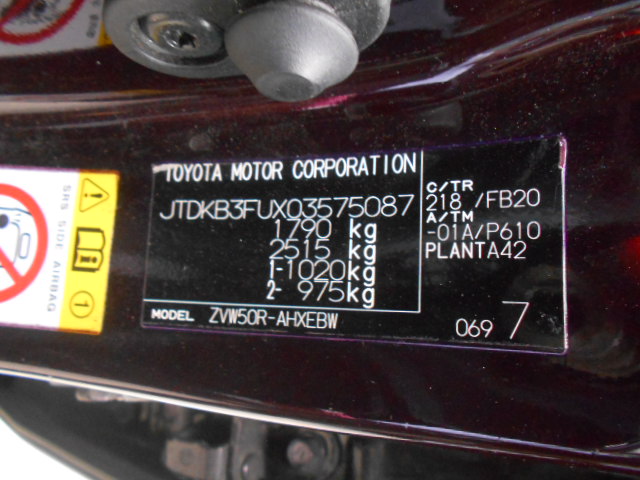 TOYOTA MOTOR CORPORATION
JTDKB3FUX03575087
1790 kg
2515 kg
1-1020kg
2- 975kg
MODEL ZVW50R-AHXEBW
C/TR
218 /FB20
A/TM
-01A/P610
PLANTA42
069 7
SRS SIDE AIRBAG
1